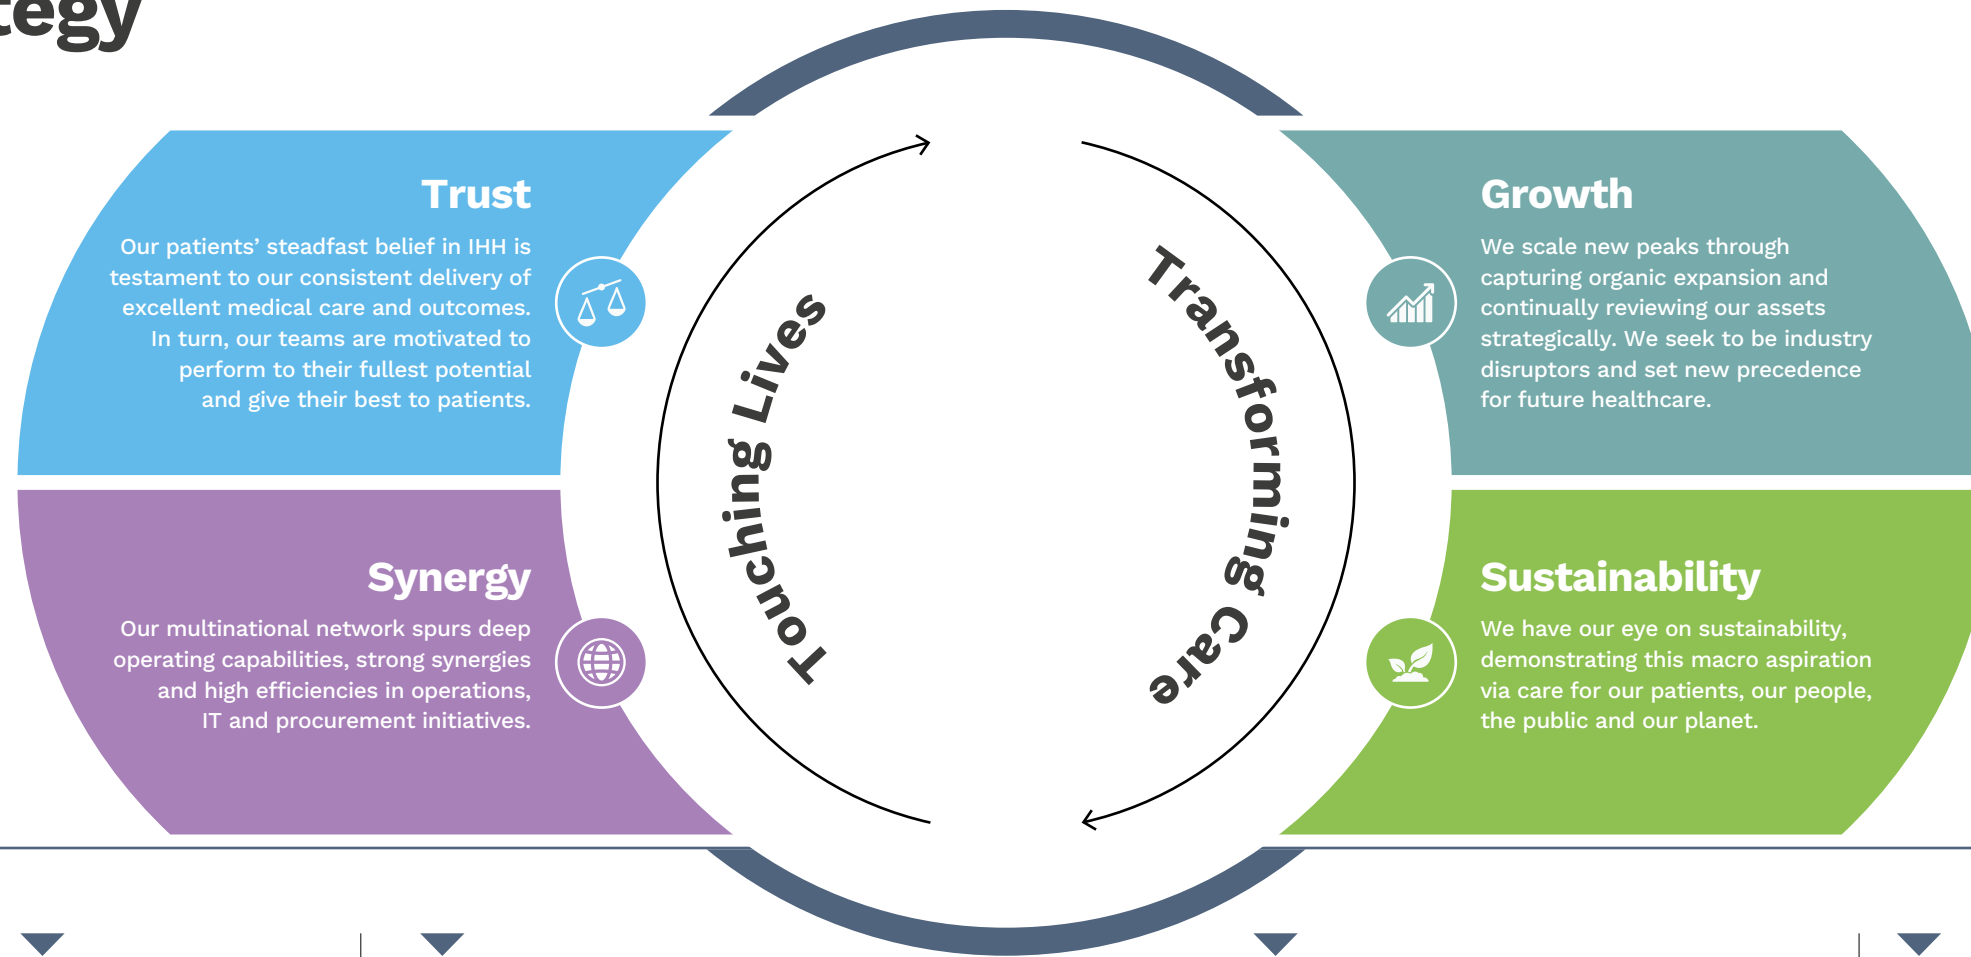 Trust
Our patients’ steadfast belief in IHH is
testament to our consistent delivery of
excellent medical care and outcomes.
In turn, our teams are motivated to
perform to their fullest potential
and give their best to patients.
Synergy
Our multinational network spurs deep
operating capabilities, strong synergies
and high efficiencies in operations,
IT and procurement initiatives.
Touching Lives
Transforming Care
Growth
We scale new peaks through
capturing organic expansion and
continually reviewing our assets
strategically. We seek to be industry
disruptors and set new precedence
for future healthcare.
Sustainability
We have our eye on sustainability,
demonstrating this macro aspiration
via care for our patients, our people,
the public and our planet.